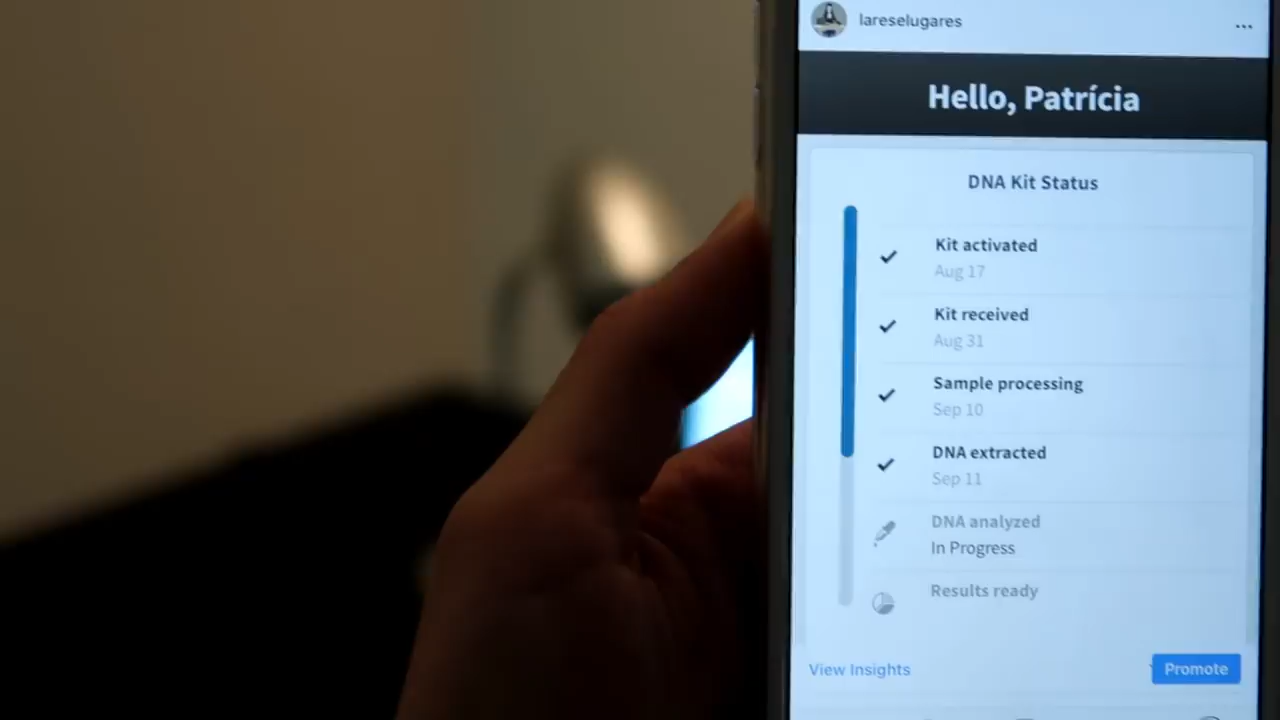 lareselugares
...
Hello, Patrícia
DNA Kit Status
Kit activated
Aug 17
Kit received
Aug 31
Sample processing
Sep 10
DNA extracted
Sep 11
DNA analyzed
In Progress
Results ready
View Insights
Promote